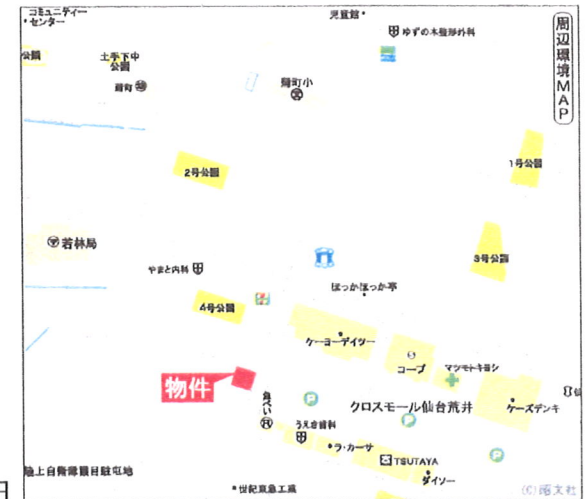 コミュニティー
センター
児童館
周辺環境MAP
ゆずの木整形外科
公園
土手下中
公園
蒲町
蒲町小
2号公園
1号公園
若林局
3号公園
やまと内科
ほっかほっか亭
4号公園
ケーヨーデイツー
コープ
マツモトキヨシ
物件
クロスモール仙台荒井
ケーズデンキ
仙
うえき歯科
ラ・カーサ
TSUTAYA
ダイソー
陸上自衛隊霞目駐屯地
世紀東急工業
(C)昭文社